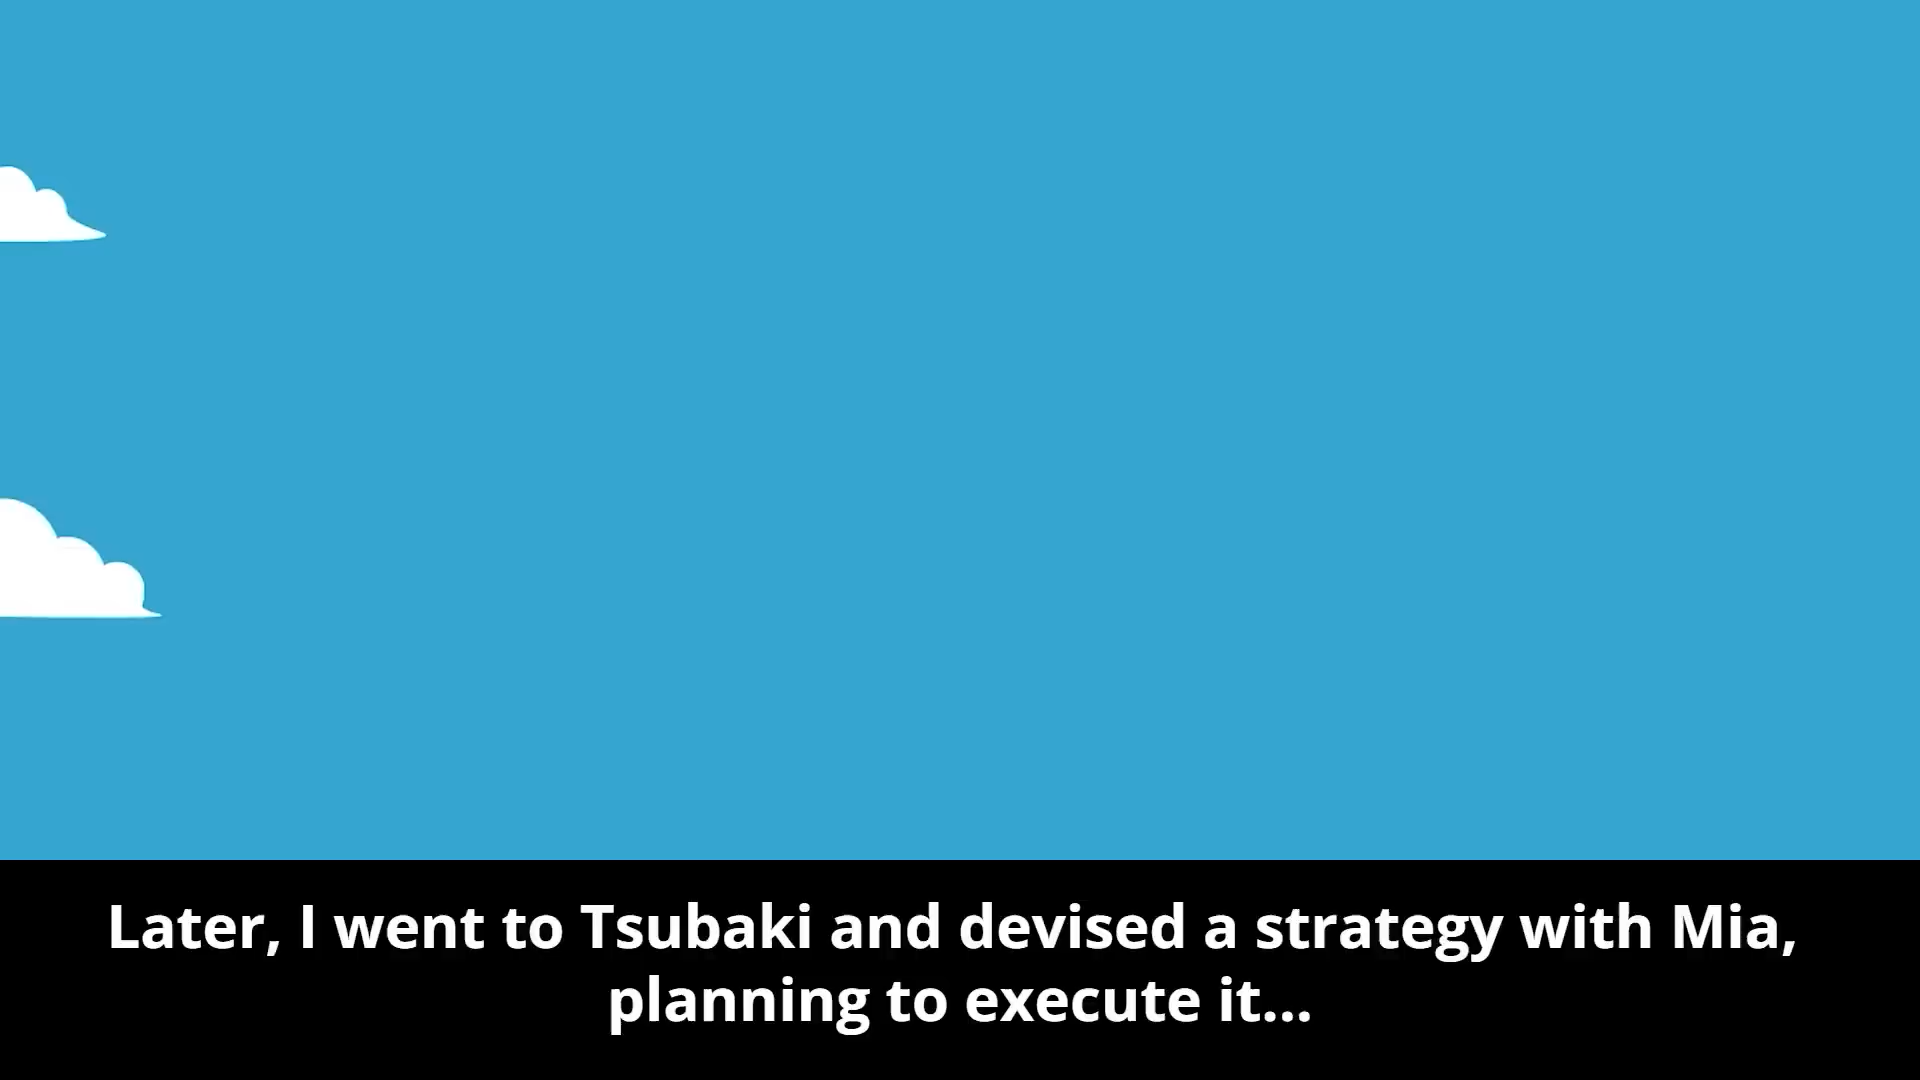 Later, I went to Tsubaki and devised a strategy with Mia,
planning to execute it...